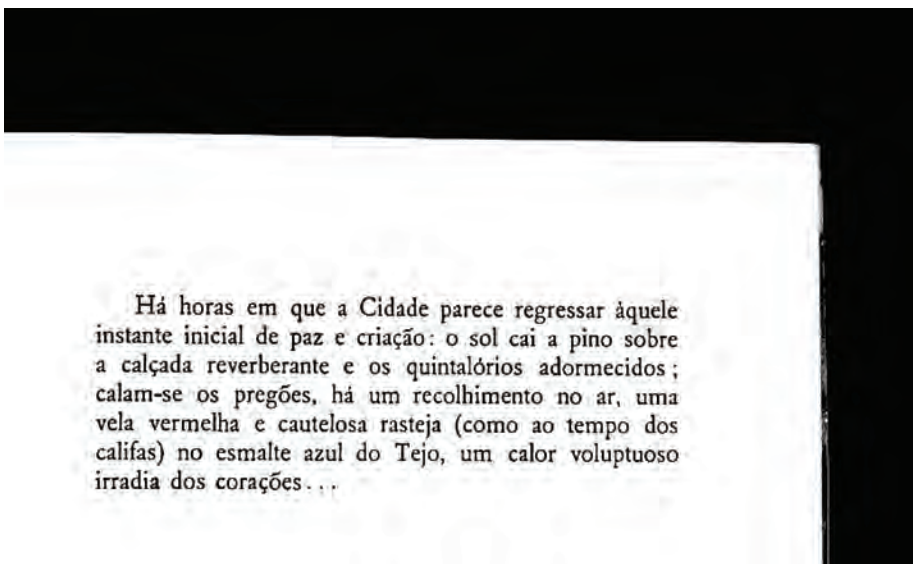 Há horas em que a Cidade parece regressar àquele
instante inicial de paz e criação: o sol cai a pino sobre
a calçada reverberante e os quintalórios adormecidos;
calam-se os pregões, há um recolhimento no ar, uma
vela vermelha e cautelosa rasteja (como ao tempo dos
califas) no esmalte azul do Tejo, um calor voluptuoso
irradia dos corações...